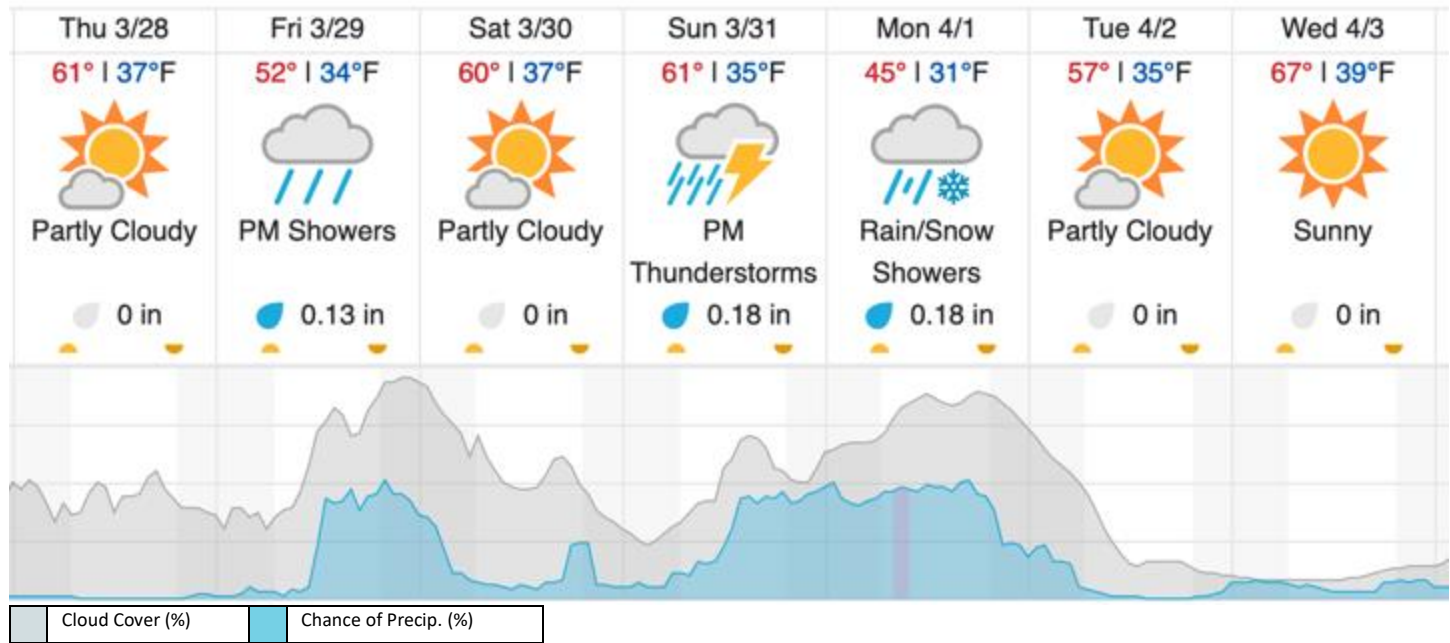 Thu 3/28 Fri 3/29 Sat 3/30 Sun 3/31 Mon 4/1 Tue 4/2 Wed 4/3
61° | 37°F 52° | 34°F 60° | 37°F 61° | 35°F 45° | 31°F 57° | 35°F 67° | 39°F
Partly Cloudy PM Showers Partly Cloudy PM Rain/Snow Partly Cloudy Sunny
Thunderstorms Showers
0 in 0.13 in 0 in 0.18 in 0.18 in 0 in 0 in
Cloud Cover (%) Chance of Precip. (%)